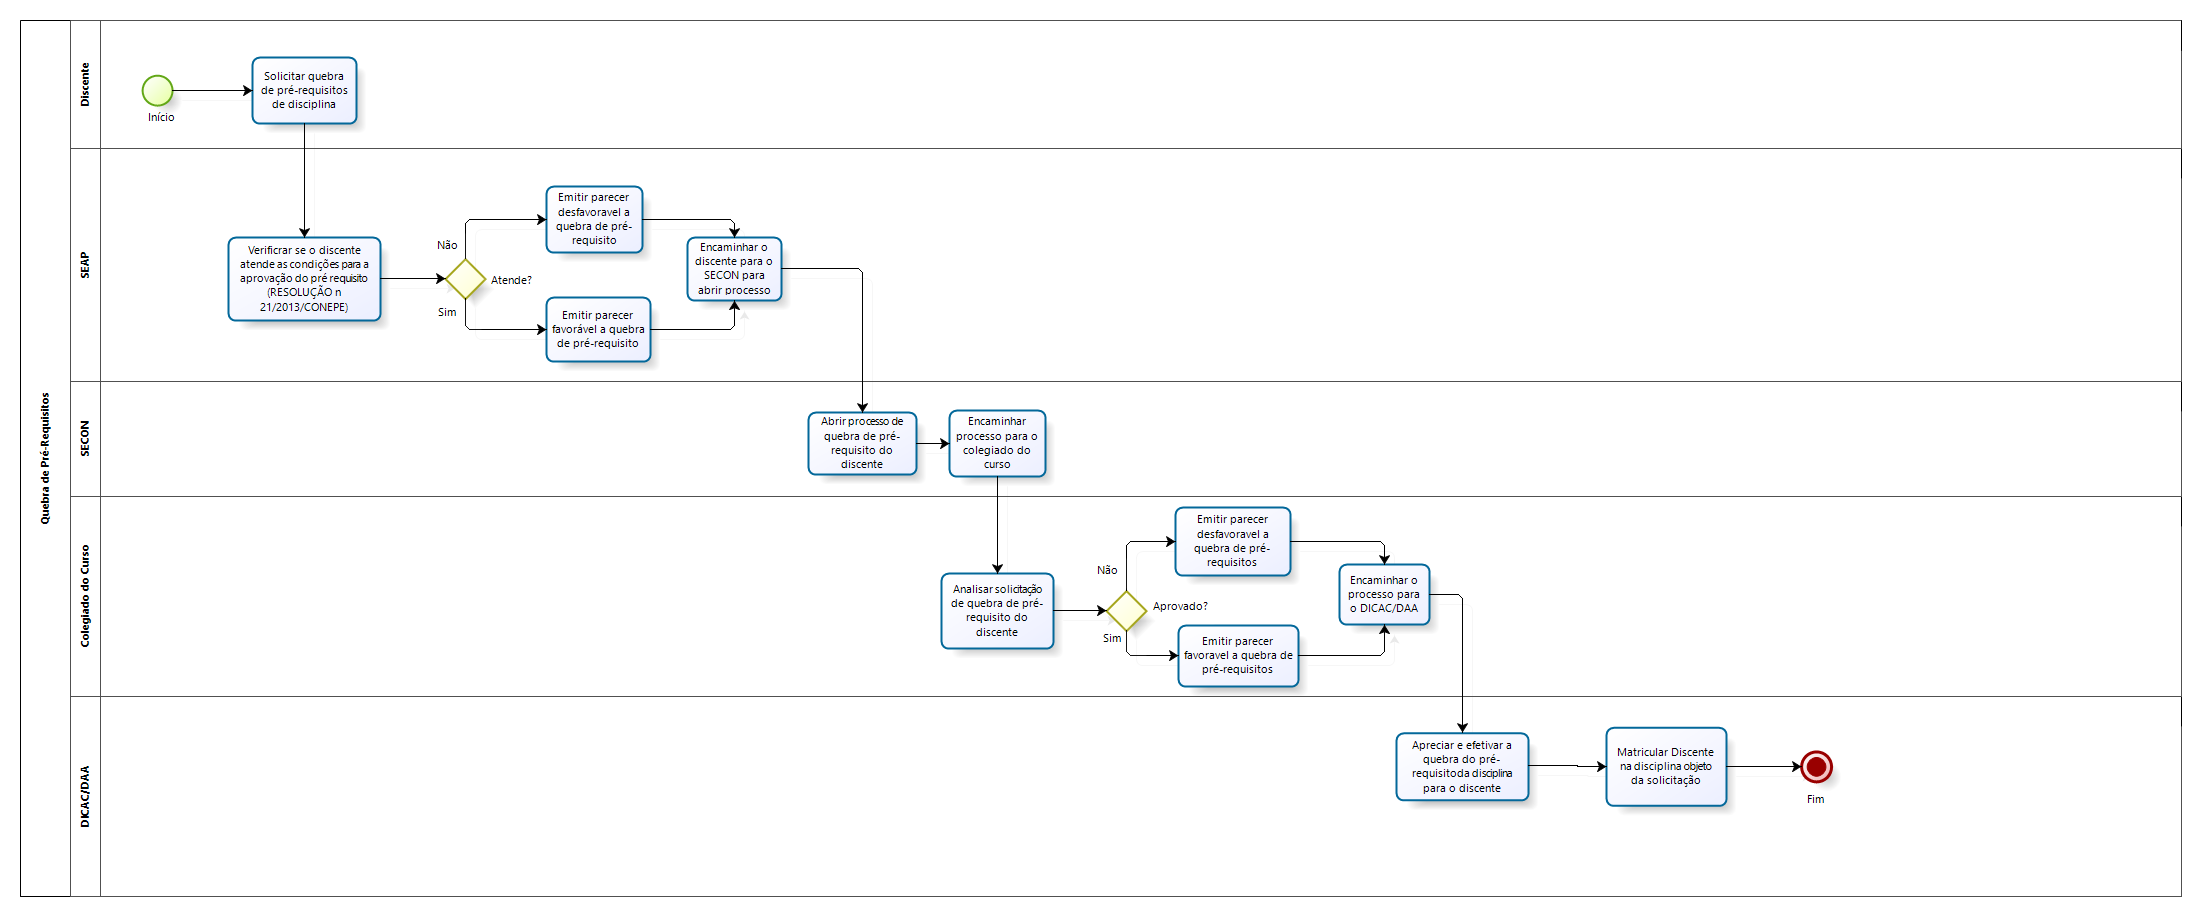 Quebra de Pré-Requisitos
Discente
Início
Solicitar quebra
de pré-requisitos
de disciplina
SEAP
Verificrar se o discente
atende as condições para a
aprovação do pré requisito
(RESOLUÇÃO n
21/2013/CONEPE)
Atende?
Não
Sim
Emitir parecer
desfavoravel a
quebra de pré-
requisito
Emitir parecer
favorável a quebra
de pré-requisito
Encaminhar o
discente para o
SECON para
abrir processo
SECON
Abrir processo de
quebra de pré-
requisito do
discente
Encaminhar
processo para o
colegiado do
curso
Colegiado do Curso
Analisar solicitação
de quebra de pré-
requisito do
discente
Aprovado?
Não
Sim
Emitir parecer
desfavoravel a
quebra de pré-
requisitos
Emitir parecer
favoravel a quebra de
pré-requisitos
Encaminhar o
processo para
o DICAC/DAA
DICAC/DAA
Apreciar e efetivar a
quebra do pré-
requisitoda disciplina
para o discente
Matricular Discente
na disciplina objeto
da solicitação
Fim